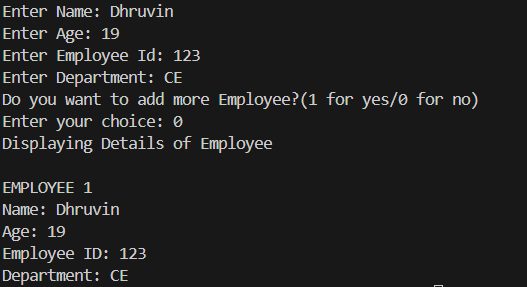 Enter Name: Dhruvin
Enter Age: 19
Enter Employee Id: 123
Enter Department: CE
Do you want to add more Employee?(1 for yes/0 for no)
Enter your choice: 0
Displaying Details of Employee
EMPLOYEE 1
Name: Dhruvin
Age: 19
Employee ID: 123
Department: CE